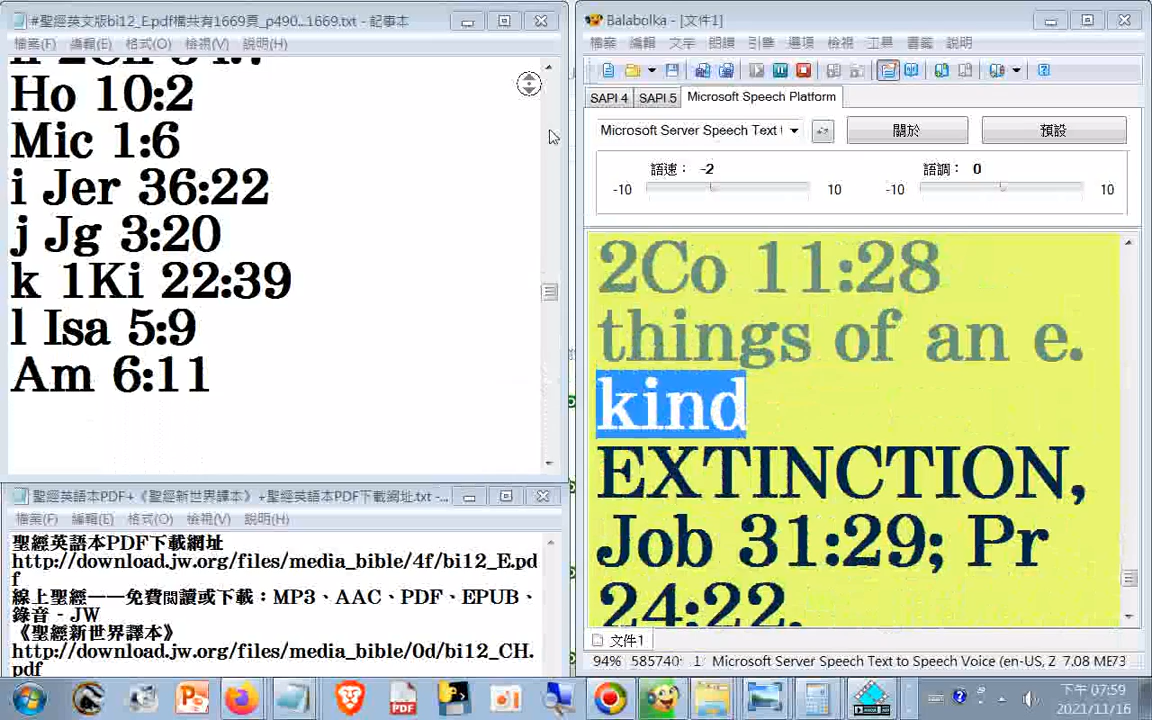 #聖經英文版bi12_E.pdf檔共有1669頁_p490...1669.txt - 記事本
檔案(F) 編輯(E) 格式(O) 檢視(V) 說明(H)
Ho 10:2
Mic 1:6
i Jer 36:22
j Jg 3:20
k 1Ki 22:39
l Isa 5:9
Am 6:11
聖經英語本PDF+《聖經新世界譯本》+聖經英語本PDF下載網址.txt -...
檔案(F) 編輯(E) 格式(O) 檢視(V) 說明(H)
聖經英語本PDF下載網址
http://download.jw.org/files/media_bible/4f/bi12_E.pd
f
線上聖經——免費閱讀或下載：MP3、AAC、PDF、EPUB、
錄音 - JW
《聖經新世界譯本》
http://download.jw.org/files/media_bible/0d/bi12_CH.
pdf
Balabolka - [文件1]
檔案 編輯 文字 朗讀 引擎 選項 檢視 工具 書籤 說明
SAPI 4 SAPI 5 Microsoft Speech Platform
Microsoft Server Speech Text 關於 預設
語速： -2 語調： 0
-10 10 -10 10
2Co 11:28
things of an e.
kind
EXTINCTION,
Job 31:29; Pr
24:22.
文件1
94% 585740 1 Microsoft Server Speech Text to Speech Voice (en-US, Z 7.08 ME73
下午 07:59
2021/11/16